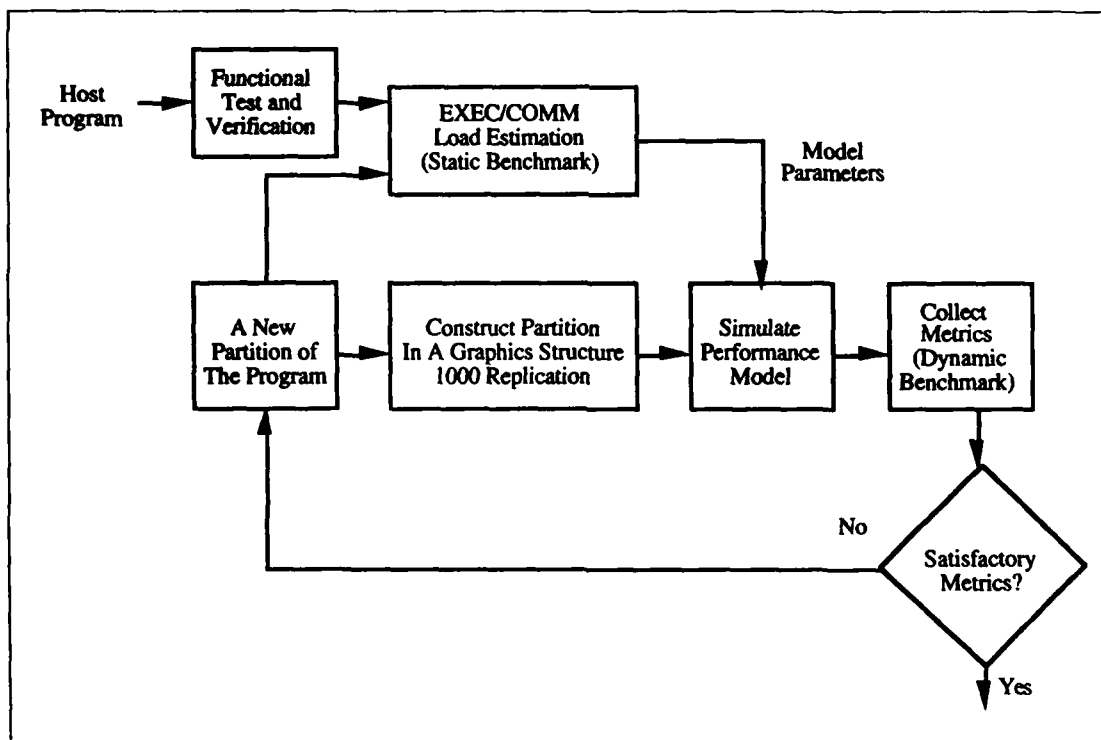 Host
Program
Functional
Test and
Verification
EXEC/COMM
Load Estimation
(Static Benchmark)
Model
Parameters
A New
Partition of
The Program
Construct Partition
In A Graphics Structure
1000 Replication
Simulate
Performance
Model
Collect
Metrics
(Dynamic
Benchmark)
No
Satisfactory
Metrics?
Yes